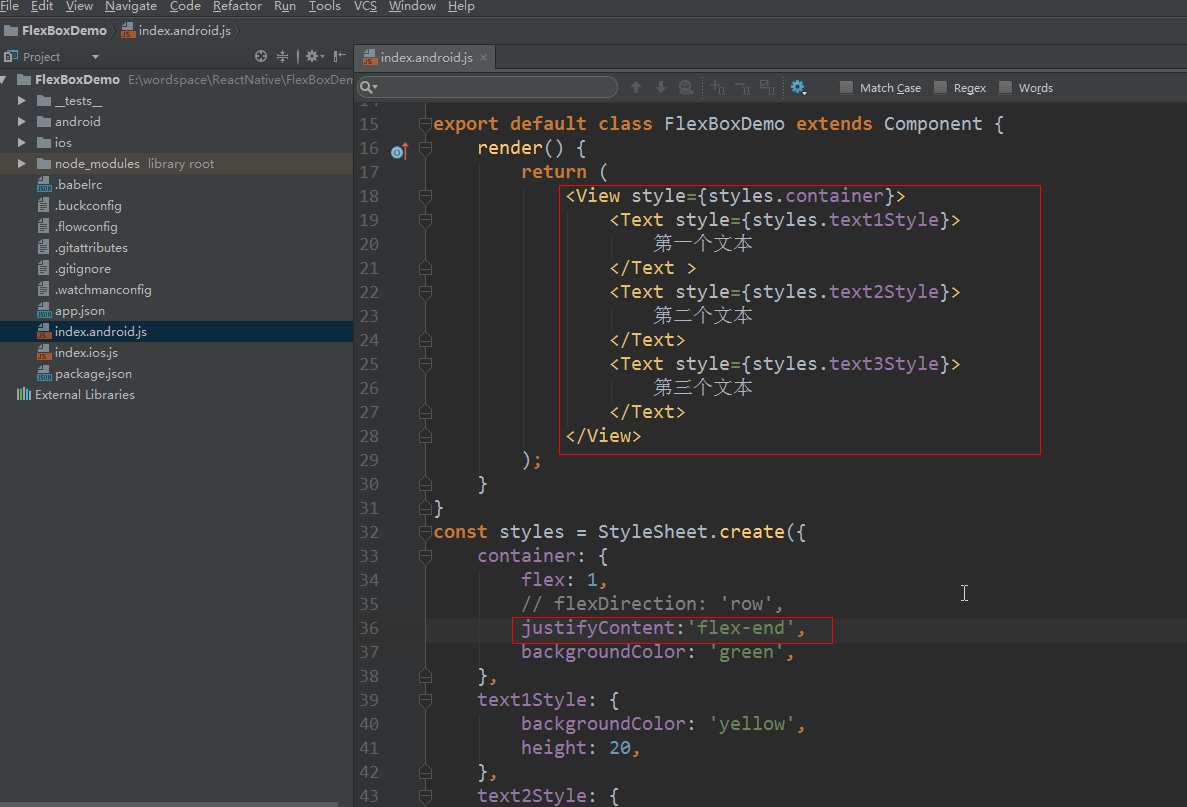 File Edit View Navigate Code Refactor Run Tools VCS Window Help
FlexBoxDemo index.android.js
Project
index.android.js
FlexBoxDemo E:\wordspace\ReactNative\FlexBoxDen
__tests__
android
ios
node_modules library root
.babelrc
.buckconfig
.flowconfig
.gitattributes
.gitignore
.watchmanconfig
app.json
index.android.js
index.ios.js
package.json
External Libraries
Match Case Regex Words
15 export default class FlexBoxDemo extends Component {
16 render() {
17 return (
18 <View style={styles.container}>
19 <Text style={styles.text1Style}>
20 第一个文本
21 </Text >
22 <Text style={styles.text2Style}>
23 第二个文本
24 </Text>
25 <Text style={styles.text3Style}>
26 第三个文本
27 </Text>
28 </View>
29 );
30 }
31 }
32 const styles = StyleSheet.create({
33 container: {
34 flex: 1,
35 // flexDirection: 'row',
36 justifyContent:'flex-end',
37 backgroundColor: 'green',
38 },
39 text1Style: {
40 backgroundColor: 'yellow',
41 height: 20,
42 },
43 text2Style: {